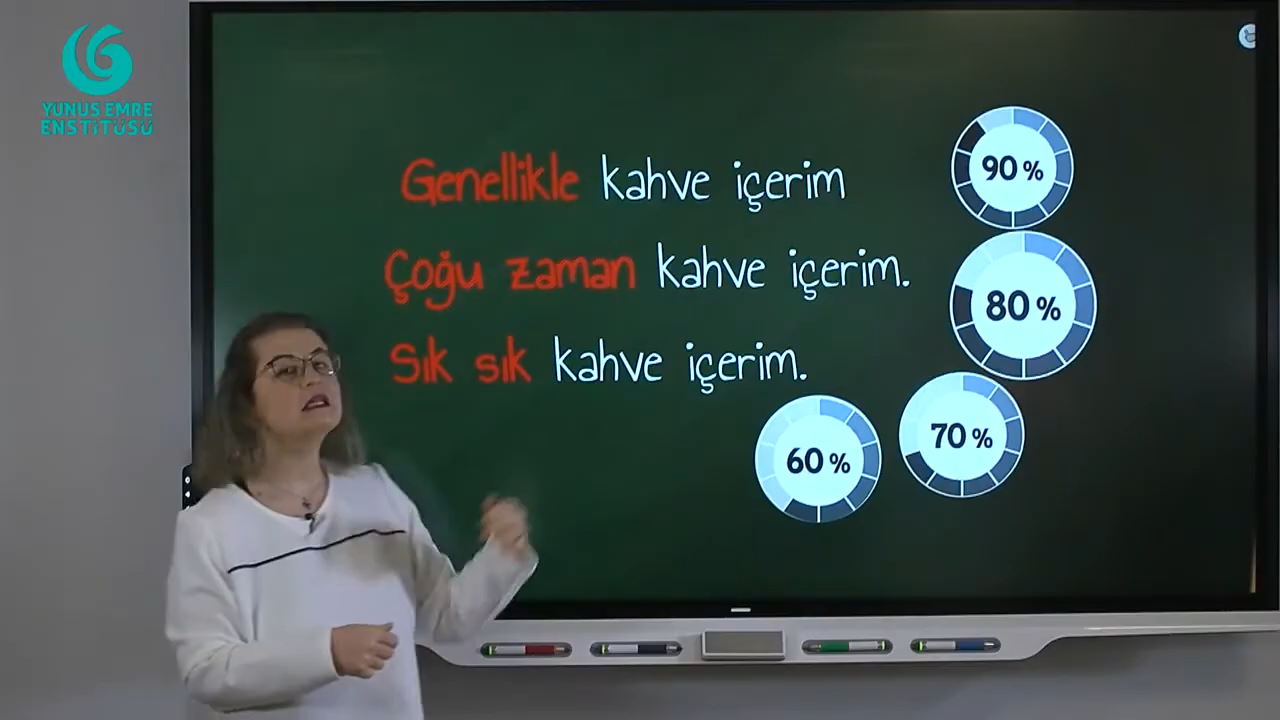 YUNUS EMRE
ENSTİTÜSÜ
Genellikle kahve içerim
90 %
Çoğu zaman kahve içerim.
80 %
Sık sık kahve içerim.
70 %
60 %